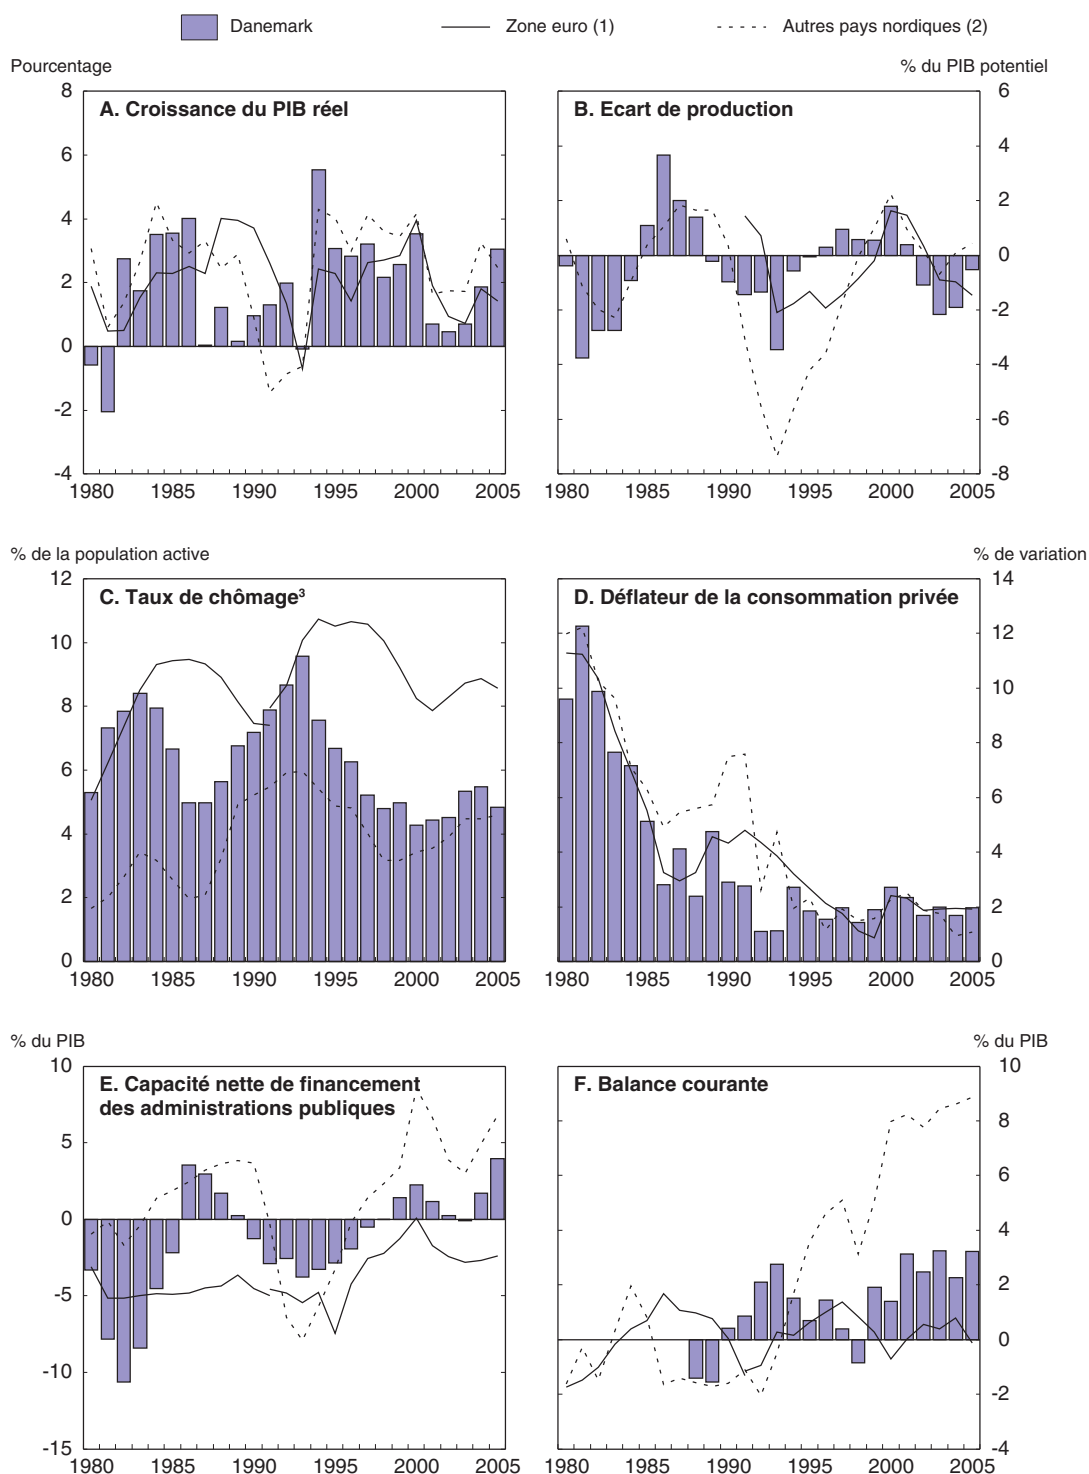 Danemark Zone euro (1) Autres pays nordiques (2)
Pourcentage
% du PIB potentiel
A. Croissance du PIB réel
8
6
4
2
0
-2
-4
1980 1985 1990 1995 2000 2005
B. Ecart de production
6
4
2
0
-2
-4
-6
-8
1980 1985 1990 1995 2000 2005
% de la population active
% de variation
C. Taux de chômage³
12
10
8
6
4
2
0
1980 1985 1990 1995 2000 2005
D. Déflateur de la consommation privée
14
12
10
8
6
4
2
0
1980 1985 1990 1995 2000 2005
% du PIB
% du PIB
E. Capacité nette de financement
des administrations publiques
10
5
0
-5
-10
-15
1980 1985 1990 1995 2000 2005
F. Balance courante
10
8
6
4
2
0
-2
-4
1980 1985 1990 1995 2000 2005